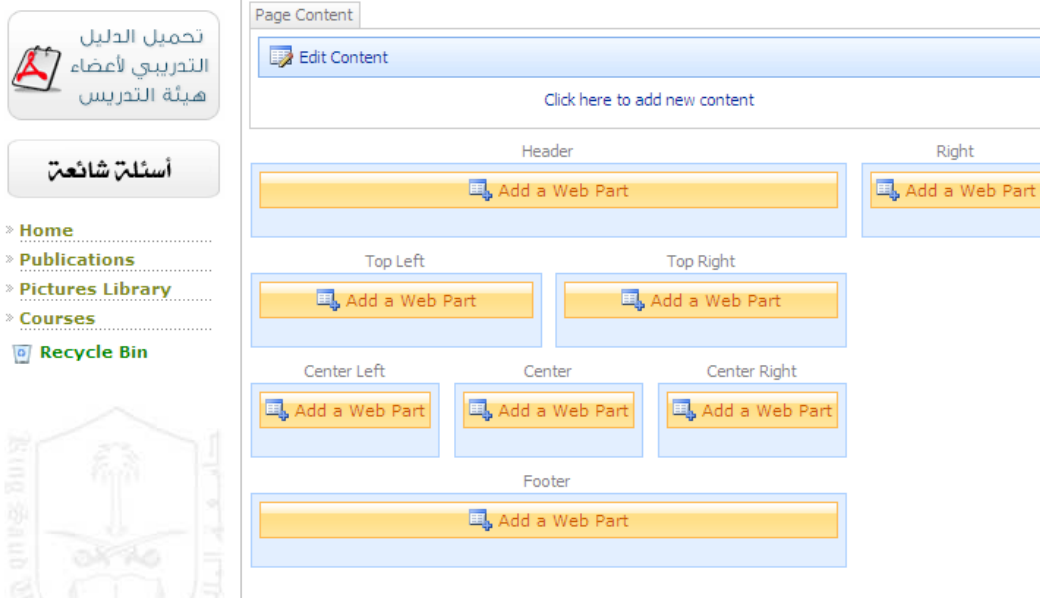 تحميل الدليل
التدريبي لأعضاء
هيئة التدريس
أسئلة شائعة
Home
Publications
Pictures Library
Courses
Recycle Bin
Page Content
Edit Content
Click here to add new content
Header
Add a Web Part
Right
Add a Web Part
Top Left
Add a Web Part
Top Right
Add a Web Part
Center Left
Add a Web Part
Center
Add a Web Part
Center Right
Add a Web Part
Footer
Add a Web Part
King Saud